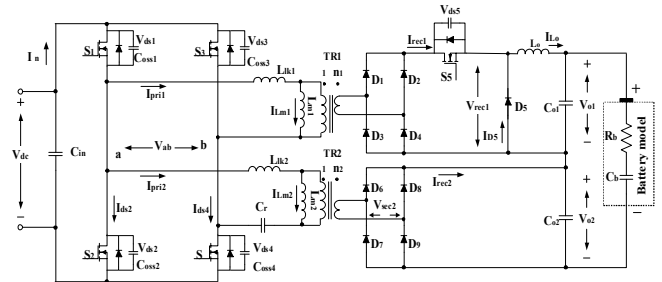 Vds5
I n
S1
Vds1
Coss1
S3
Vds3
Coss3
Llk1
TR1
1 n1
Irec1
S5
Lo
ILo
D1
D2
Ipri1
ILm1
Lm1
Vrec1
D5
ID5
Co1
Vo1
Vdc
Cin
a
Vab
b
D3
D4
Rb
Battery model
Llk2
TR2
1 n2
Ipri2
ILm2
Lm2
D6
D8
Irec2
Cb
Ids2
Ids4
Cr
Vsec2
Co2
Vo2
S2
Vds2
Coss2
S
Vds4
Coss4
D7
D9